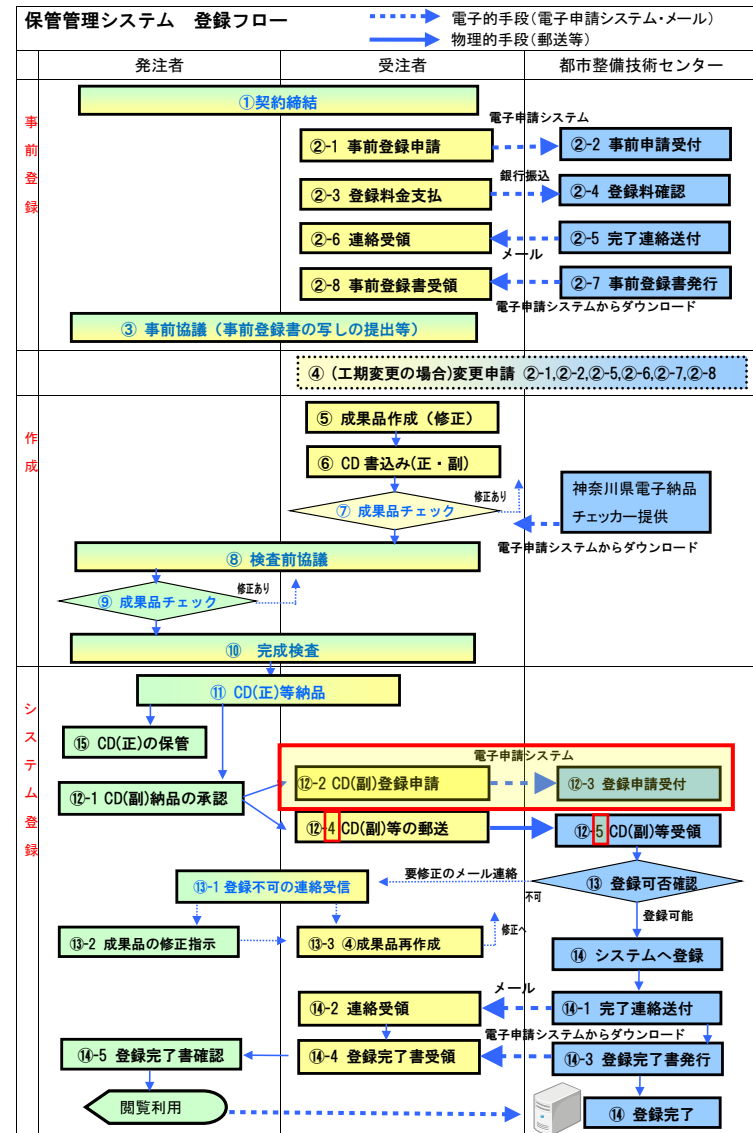 保管管理システム 登録フロー
電子的手段(電子申請システム・メール)
物理的手段(郵送等)
発注者
受注者
都市整備技術センター
事前登録
①契約締結
電子申請システム
②-1 事前登録申請
②-2 事前申請受付
銀行振込
②-3 登録料金支払
②-4 登録料確認
②-6 連絡受領
②-5 完了連絡送付
メール
②-8 事前登録書受領
②-7 事前登録書発行
電子申請システムからダウンロード
③ 事前協議(事前登録書の写しの提出等)
④ (工期変更の場合)変更申請 ②-1,②-2,②-5,②-6,②-7,②-8
作成
⑤ 成果品作成(修正)
⑥ CD書込み(正・副)
修正あり
⑦ 成果品チェック
神奈川県電子納品
チェッカー提供
電子申請システムからダウンロード
⑧ 検査前協議
修正あり
⑨ 成果品チェック
⑩ 完成検査
システム登録
⑪ CD(正)等納品
⑮ CD(正)の保管
電子申請システム
⑫-1 CD(副)納品の承認
⑫-2 CD(副)登録申請
⑫-3 登録申請受付
⑫-4 CD(副)等の郵送
⑫-5 CD(副)等受領
要修正のメール連絡
⑬-1 登録不可の連絡受信
⑬ 登録可否確認
不可
登録可能
⑬-2 成果品の修正指示
⑬-3 ④成果品再作成
修正へ
⑭ システムへ登録
メール
⑭-2 連絡受領
⑭-1 完了連絡送付
電子申請システムからダウンロード
⑭-5 登録完了書確認
⑭-4 登録完了書受領
⑭-3 登録完了書発行
閲覧利用
⑭ 登録完了